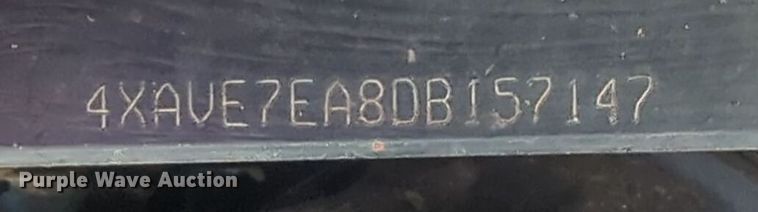 4XAVE7EA8DB157147
Purple Wave Auction